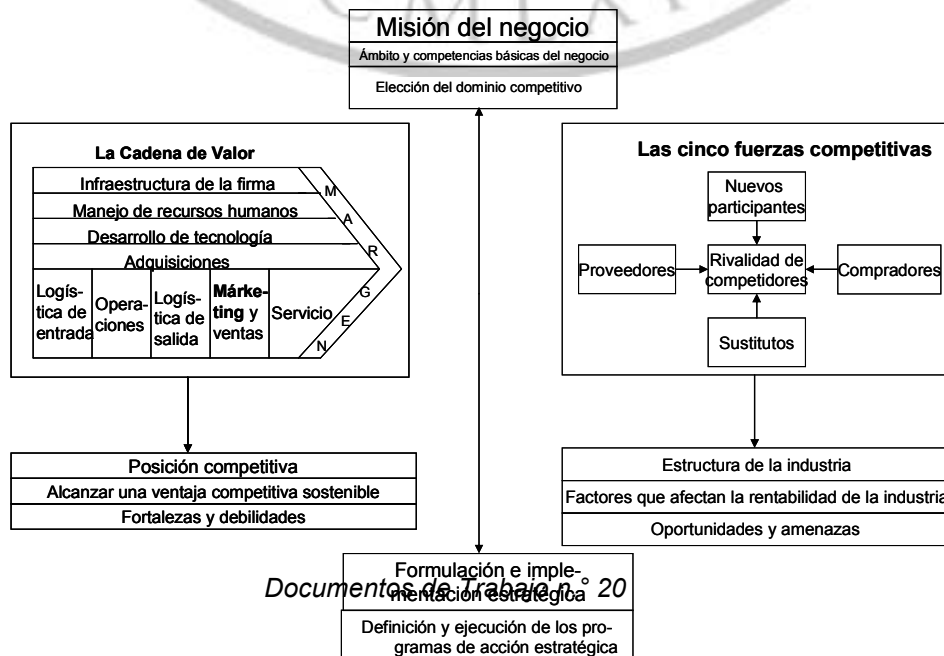 Misión del negocio
Ámbito y competencias básicas del negocio
Elección del dominio competitivo
La Cadena de Valor
Infraestructura de la firma
Manejo de recursos humanos
Desarrollo de tecnología
Adquisiciones
Logís-
tica de
entrada
Opera-
ciones
Logís-
tica de
salida
Márke-
ting y
ventas
Servicio
M
A
R
G
E
N
Las cinco fuerzas competitivas
Nuevos
participantes
Proveedores
Rivalidad de
competidores
Compradores
Sustitutos
Posición competitiva
Alcanzar una ventaja competitiva sostenible
Fortalezas y debilidades
Estructura de la industria
Factores que afectan la rentabilidad de la industria
Oportunidades y amenazas
Formulación e imple-
mentación estratégica
Documentos de Trabajo n.° 20
Definición y ejecución de los pro-
gramas de acción estratégica